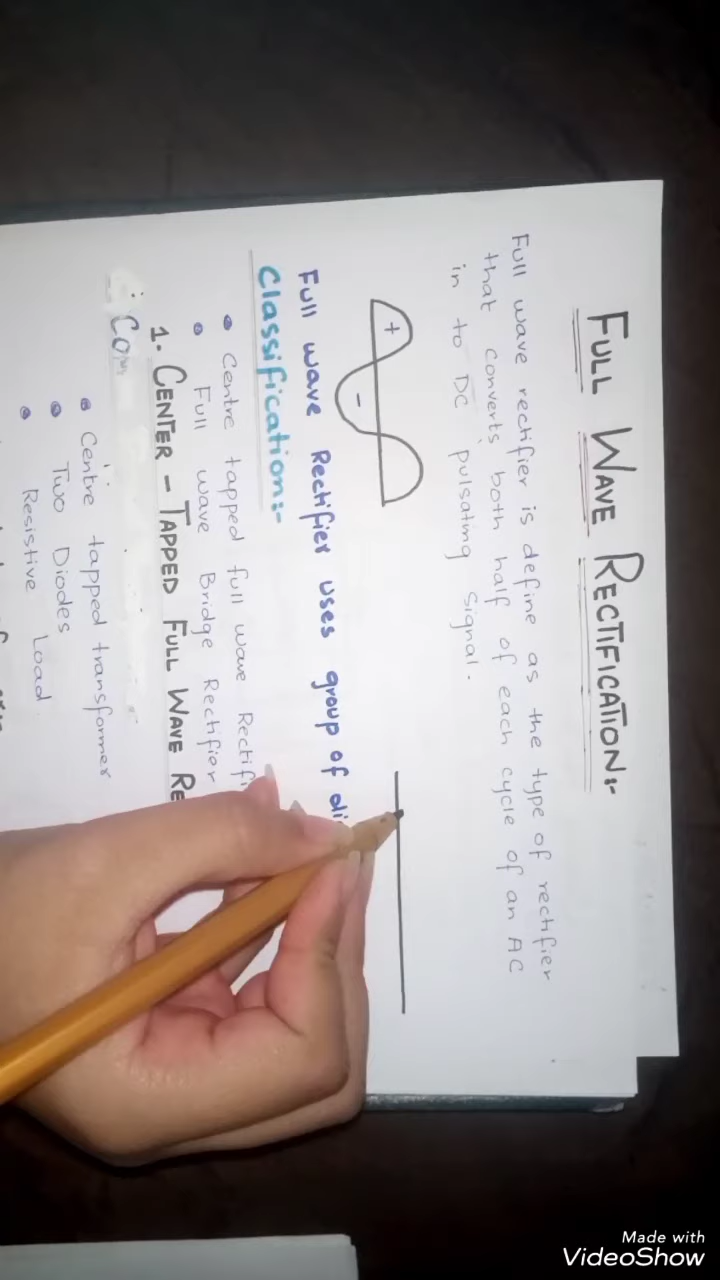 FULL WAVE RECTIFICATION:-
Full wave rectifier is define as the type of rectifier
that converts both half of each cycle of an AC
in to DC pulsating signal.
+
-
Full wave Rectifier uses group of di
Classification:-
Centre tapped full wave Rectifi
Full wave Bridge Rectifier
1. CENTER - TAPPED FULL WAVE RE
Centre tapped transformer
Two Diodes
Resistive Load
Made with
VideoShow